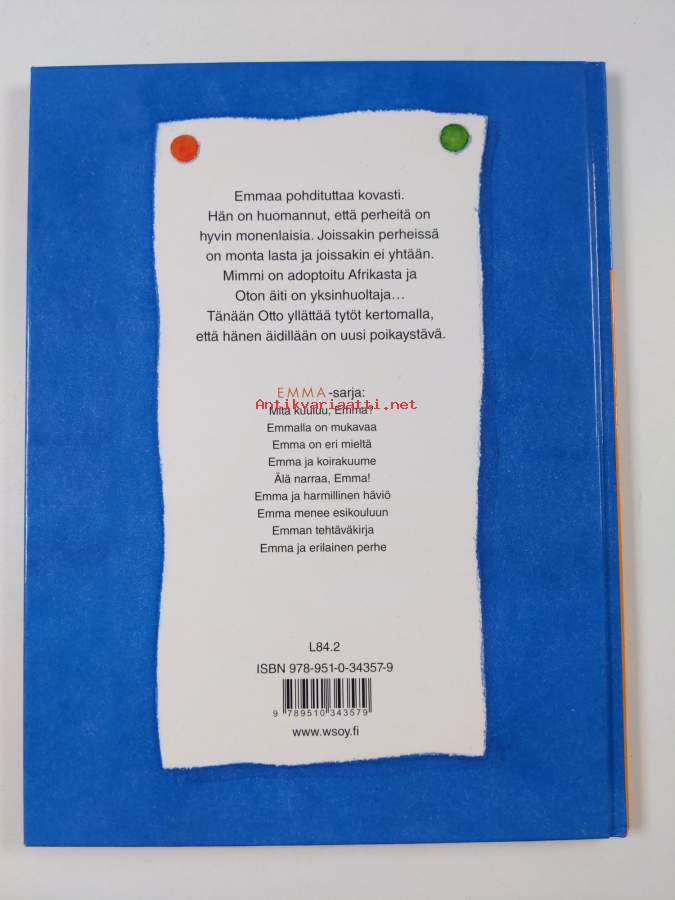 Emmaa pohdituttaa kovasti.
Hän on huomannut, että perheitä on
hyvin monenlaisia. Joissakin perheissä
on monta lasta ja joissakin ei yhtään.
Mimmi on adoptoitu Afrikasta ja
Oton äiti on yksinhuoltaja...
Tänään Otto yllättää tytöt kertomalla,
että hänen äidillään on uusi poikaystävä.
EMMA-sarja:
Antikvariaatti.net
Mitä kuuluu, Emma?
Emmalla on mukavaa
Emma on eri mieltä
Emma ja koirakuume
Älä narraa, Emma!
Emma ja harmillinen häviö
Emma menee esikouluun
Emman tehtäväkirja
Emma ja erilainen perhe
L84.2
ISBN 978-951-0-34357-9
9 789510 343579
www.wsoy.fi